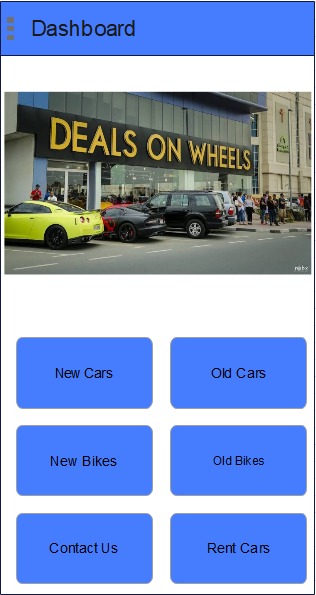 Dashboard
DEALS ON WHEELS
New Cars
Old Cars
New Bikes
Old Bikes
Contact Us
Rent Cars